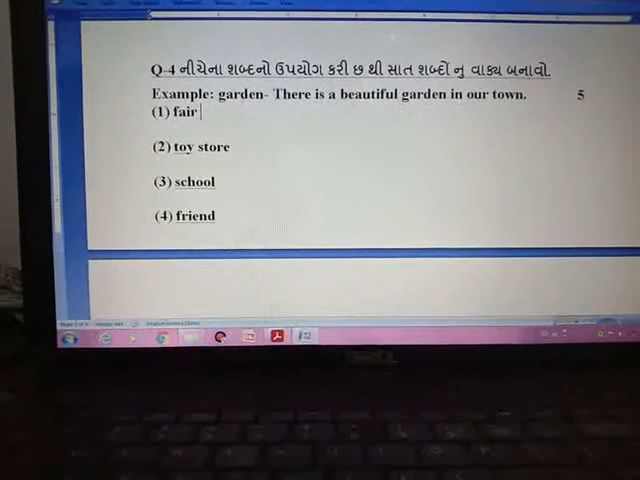 Q-4 નીચેના શબ્દનો ઉપયોગ કરી છ થી સાત શબ્દોં નુ વાક્ય બનાવો.
Example: garden- There is a beautiful garden in our town. 5
(1) fair
(2) toy store
(3) school
(4) friend
DELL